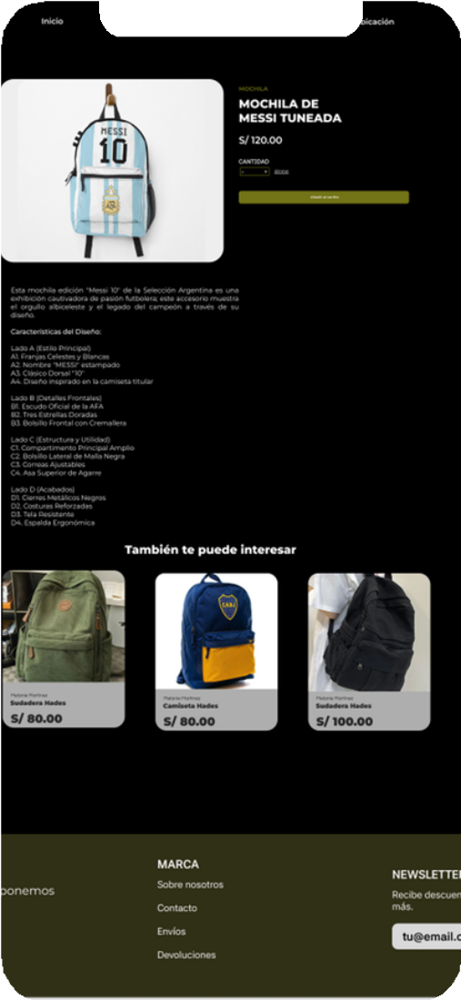 Inicio
bicación
MOCHILA
MOCHILA DE
MESSI TUNEADA
S/ 120.00
CANTIDAD
Añadir al carrito
MESSI
10
AFA
Esta mochila edición "Messi 10" de la Selección Argentina es una
exhibición cautivadora de pasión futbolera; este accesorio muestra
el orgullo albiceleste y el legado del campeón a través de su
diseño.
Características del Diseño:
Lado A (Estilo Principal)
A1. Franjas Celestes y Blancas
A2. Nombre "MESSI" estampado
A3. Clásico Dorsal "10"
A4. Diseño inspirado en la camiseta titular
Lado B (Detalles Frontales)
B1. Escudo Oficial de la AFA
B2. Tres Estrellas Doradas
B3. Bolsillo Frontal con Cremallera
Lado C (Estructura y Utilidad)
C1. Compartimento Principal Amplio
C2. Bolsillo Lateral de Malla Negra
C3. Correas Ajustables
C4. Asa Superior de Agarre
Lado D (Acabados)
D1. Cierres Metálicos Negros
D2. Costuras Reforzadas
D3. Tela Resistente
D4. Espalda Ergonómica
También te puede interesar
Sudadera Hades
S/ 80.00
CABJ
Camiseta Hades
S/ 80.00
Sudadera Hades
S/ 100.00
ponemos
MARCA
Sobre nosotros
Contacto
Envíos
Devoluciones
NEWSLETTE
Recibe descuen
más.
tu@email.c